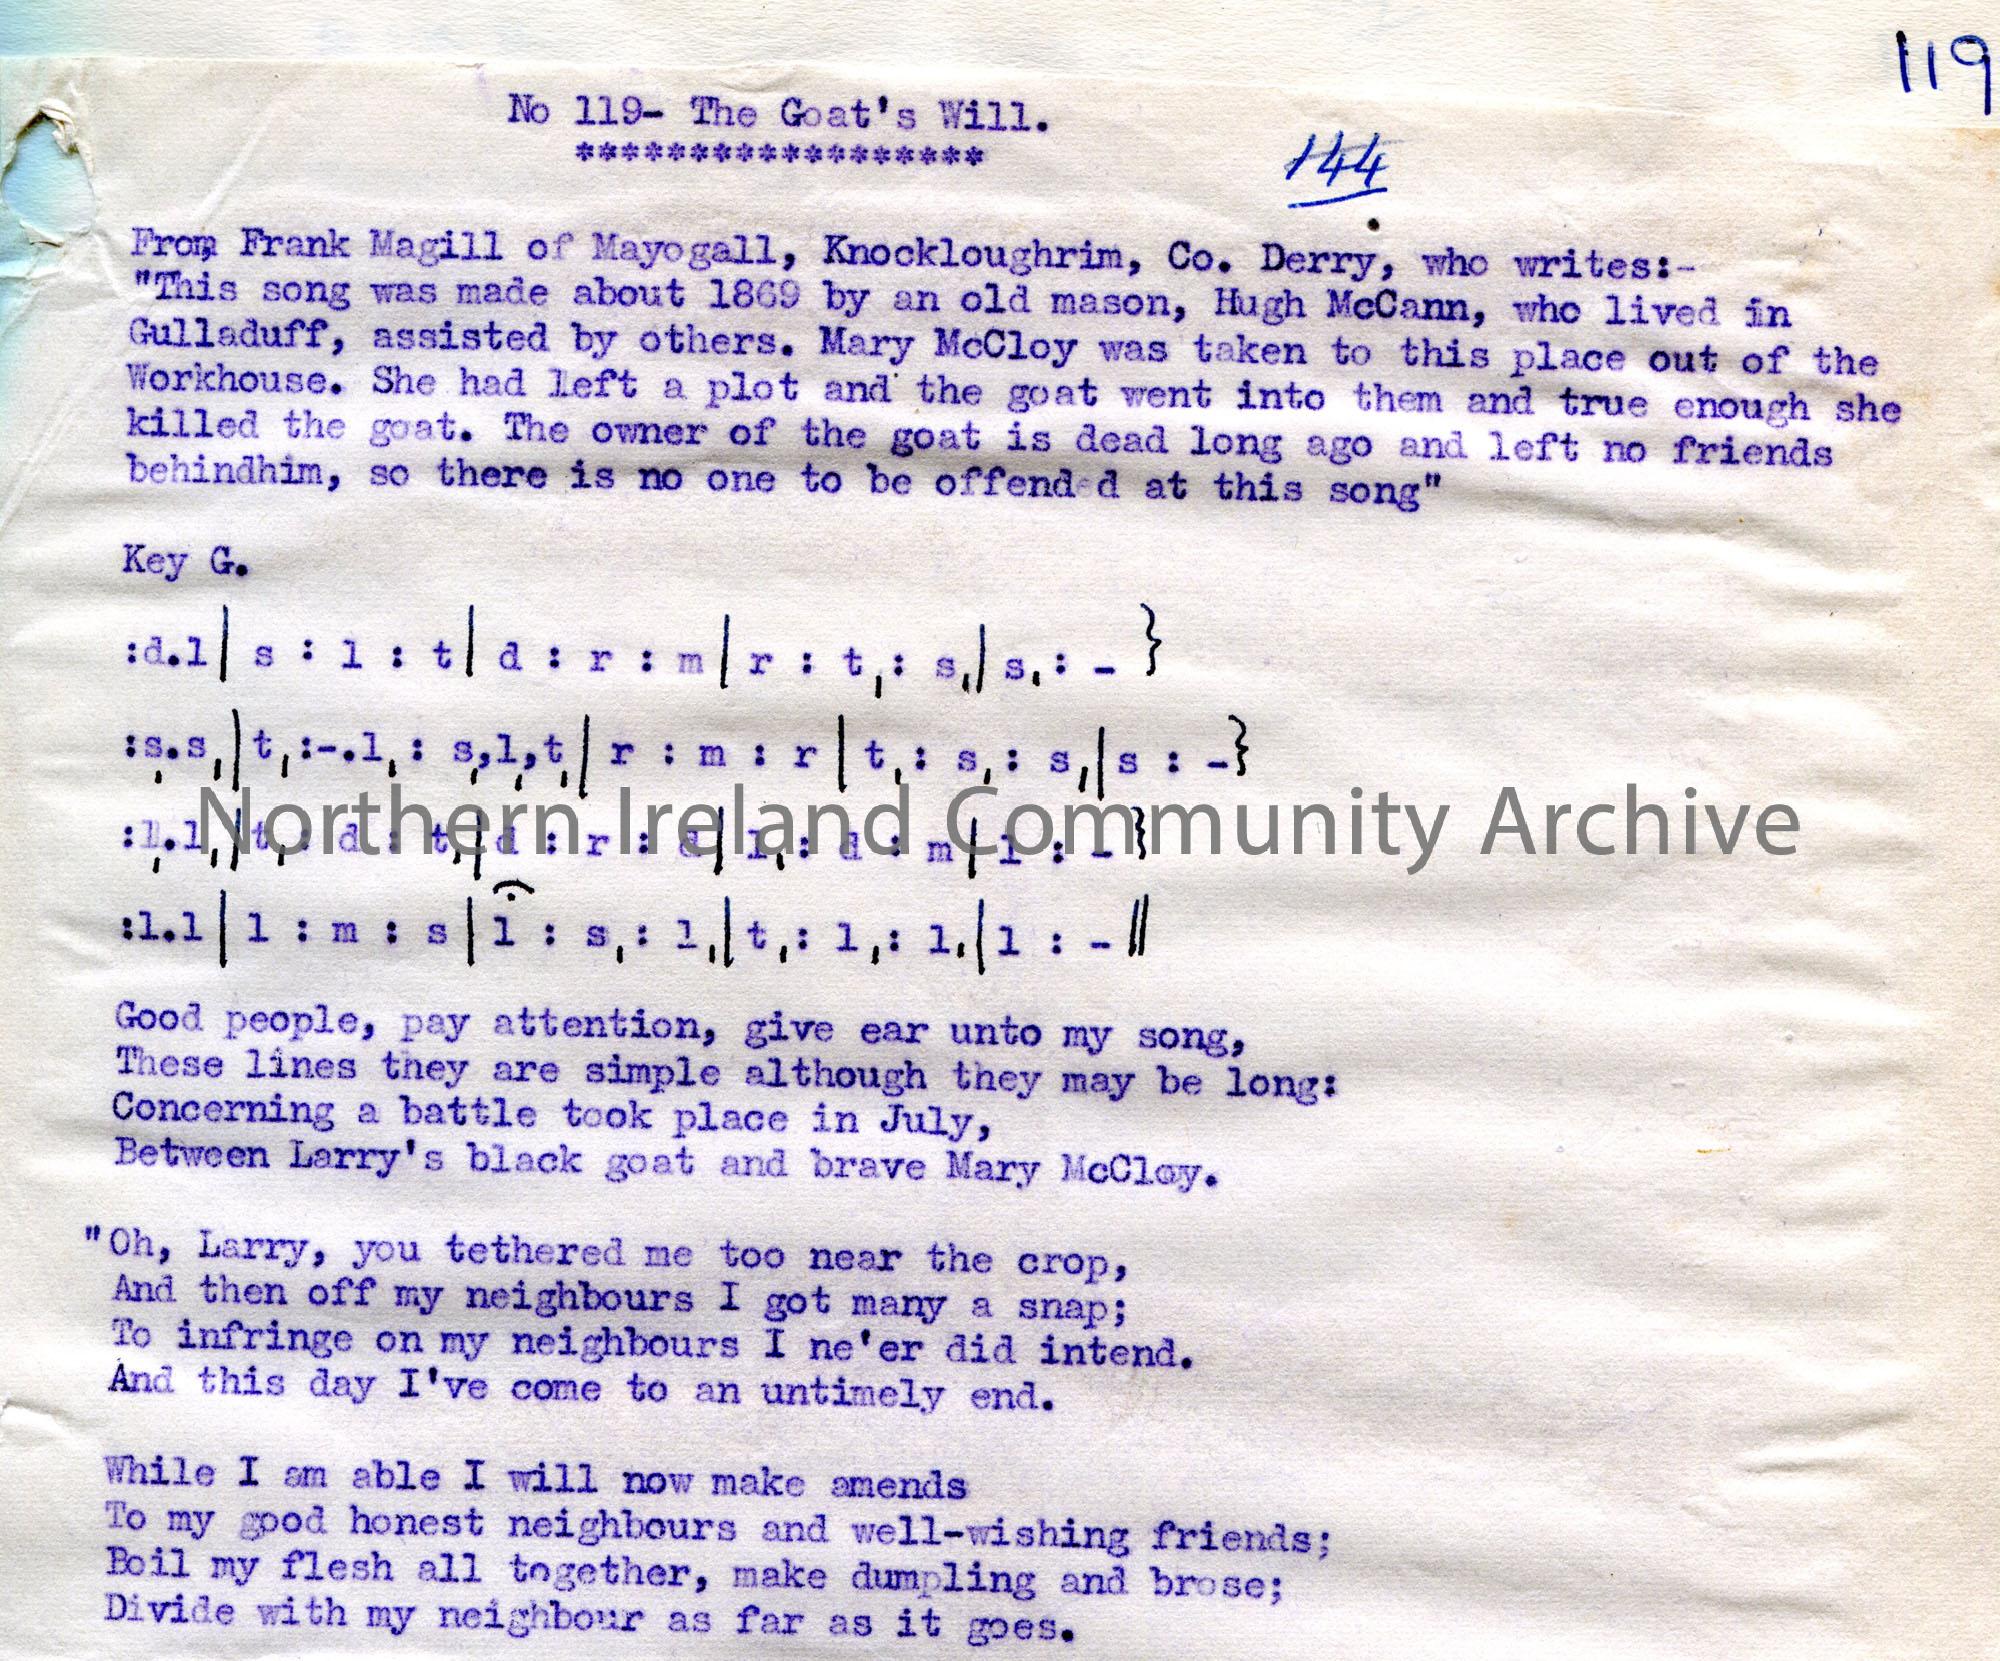 119
No 119- The Goat's Will.
******************
144
From Frank Magill of Mayogall, Knockloughrim, Co. Derry, who writes:-
"This song was made about 1869 by an old mason, Hugh McCann, who lived in
Gulladuff, assisted by others. Mary McCloy was taken to this place out of the
Workhouse. She had left a plot and the goat went into them and true enough she
killed the goat. The owner of the goat is dead long ago and left no friends
behindhim, so there is no one to be offended at this song"
Key G.
:d.l| s : l : t| d : r : m| r : t, : s,| s, : - }
:s,.s,| t, :-.l, : s,l,t,| r : m : r| t, : s, : s,| s : - }
:l,.l,| t, : d : t,| d : r : d| l, : d : m| l : - }
:l.l| l : m : s| l : s, : l,| t, : l, : l,| l : - ||
Northern Ireland Community Archive
Good people, pay attention, give ear unto my song,
These lines they are simple although they may be long:
Concerning a battle took place in July,
Between Larry's black goat and brave Mary McCloy.
"Oh, Larry, you tethered me too near the crop,
And then off my neighbours I got many a snap;
To infringe on my neighbours I ne'er did intend.
And this day I've come to an untimely end.
While I am able I will now make amends
To my good honest neighbours and well-wishing friends;
Boil my flesh all together, make dumpling and brose;
Divide with my neighbour as far as it goes.